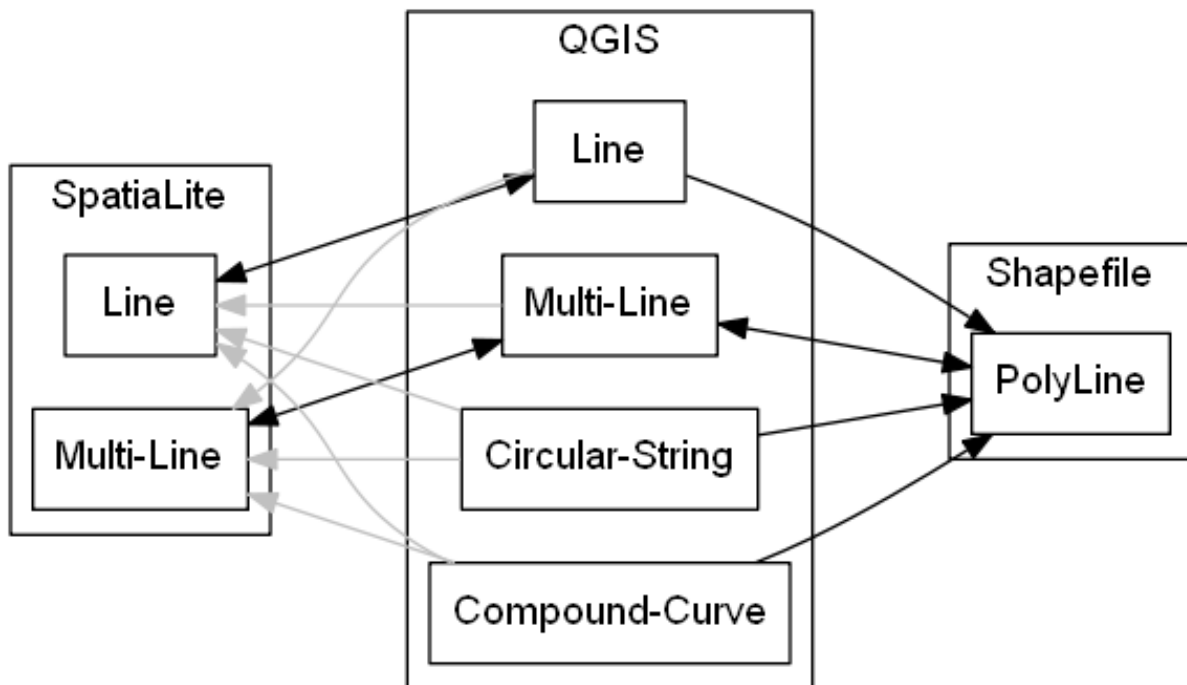 SpatiaLite
Line
Multi-Line
QGIS
Line
Multi-Line
Circular-String
Compound-Curve
Shapefile
PolyLine